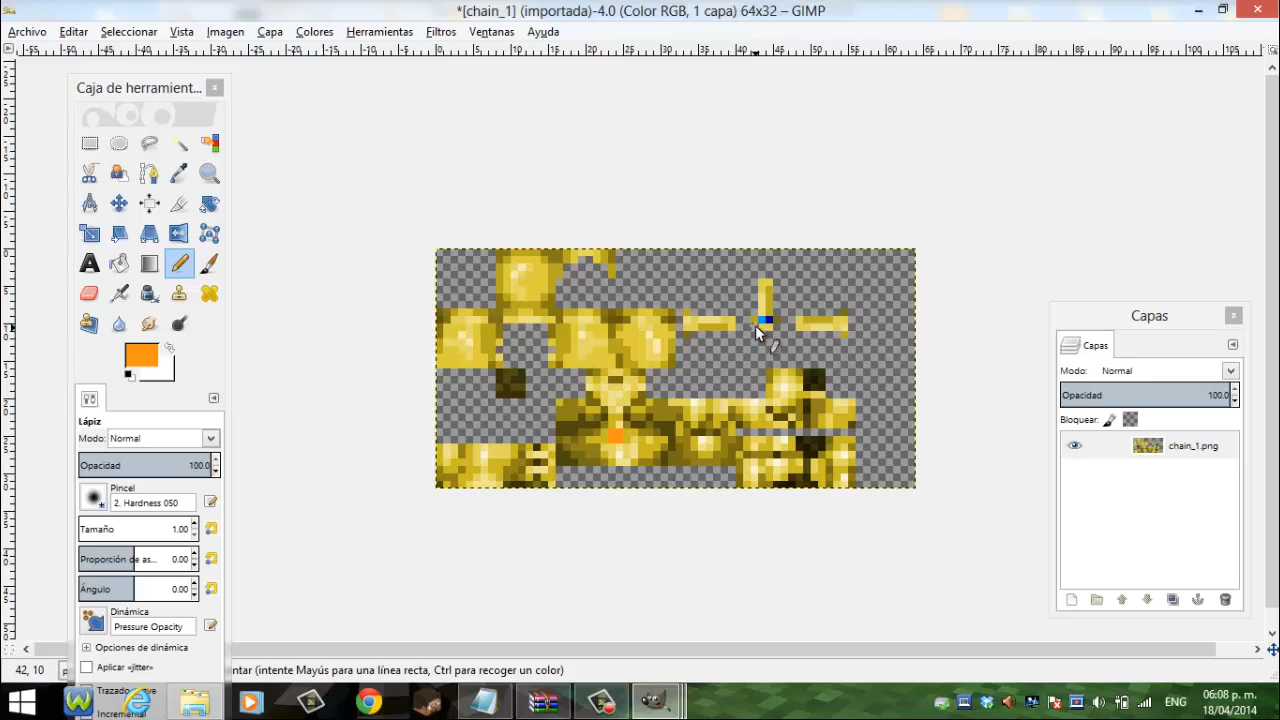 *[chain_1] (importada)-4.0 (Color RGB, 1 capa) 64x32 – GIMP
Archivo Editar Seleccionar Vista Imagen Capa Colores Herramientas Filtros Ventanas Ayuda
Caja de herramient...
Lápiz
Modo: Normal
Opacidad 100.0
Pincel
2. Hardness 050
Tamaño 1.00
Proporción de as... 0.00
Ángulo 0.00
Dinámica
Pressure Opacity
Opciones de dinámica
Aplicar «jitter»
Incremental
Capas
Capas
Modo: Normal
Opacidad 100.0
Bloquear:
chain_1.png
42, 10
ntar (intente Mayús para una línea recta, Ctrl para recoger un color)
ENG
06:08 p. m.
18/04/2014